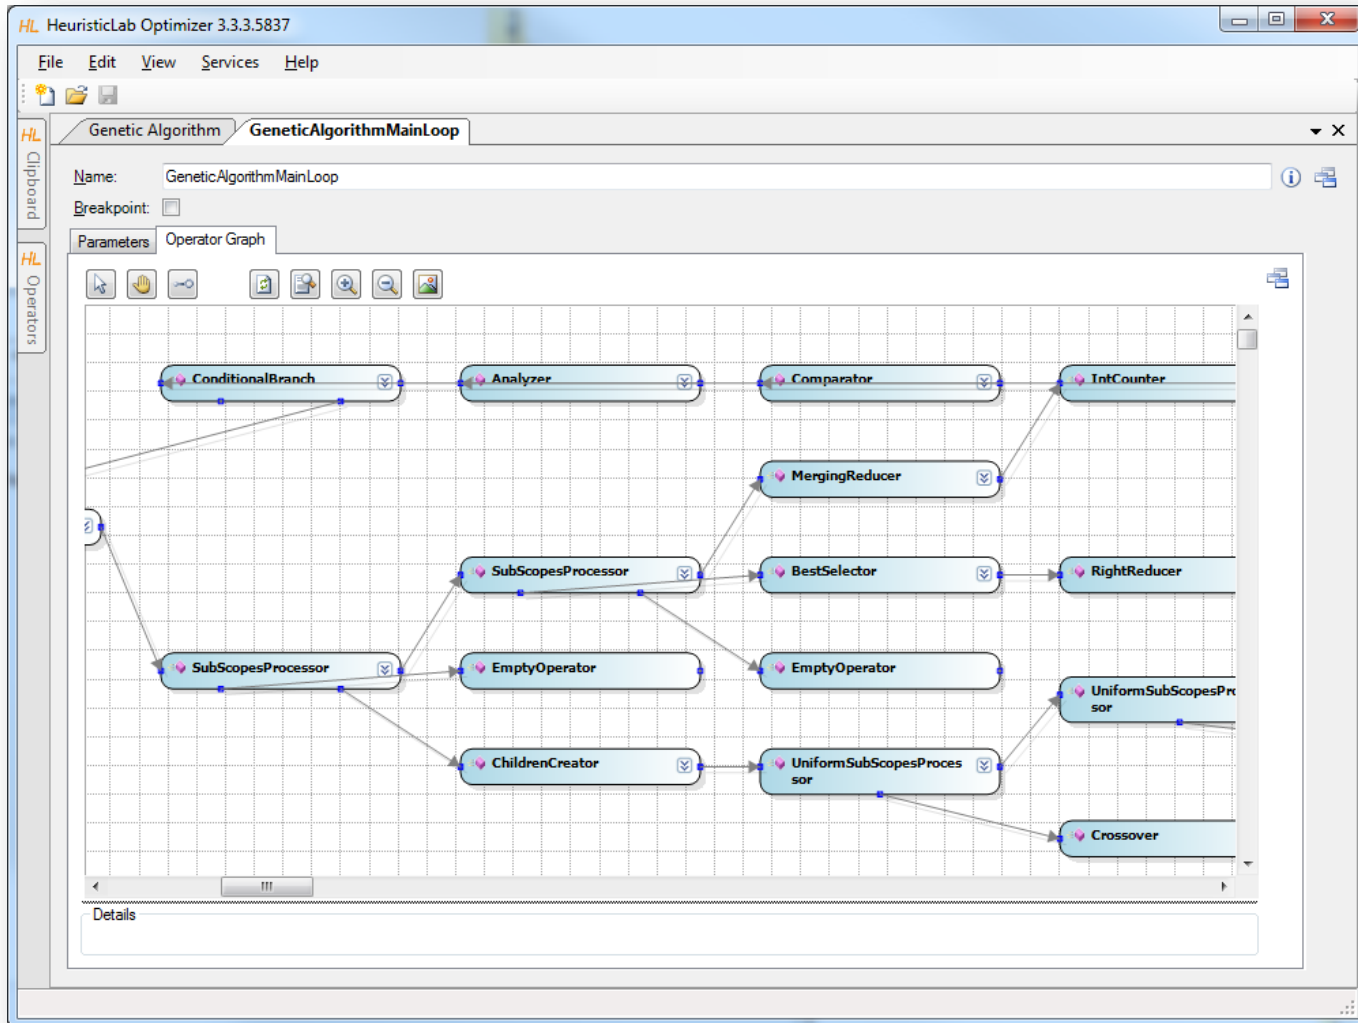 HL HeuristicLab Optimizer 3.3.3.5837
File Edit View Services Help
HL Clipboard
HL Operators
Genetic Algorithm GeneticAlgorithmMainLoop
Name: GeneticAlgorithmMainLoop
Breakpoint:
Parameters Operator Graph
ConditionalBranch Analyzer Comparator IntCounter
MergingReducer
SubScopesProcessor BestSelector RightReducer
SubScopesProcessor EmptyOperator EmptyOperator
UniformSubScopesPro
sor
ChildrenCreator UniformSubScopesProces
sor
Crossover
Details